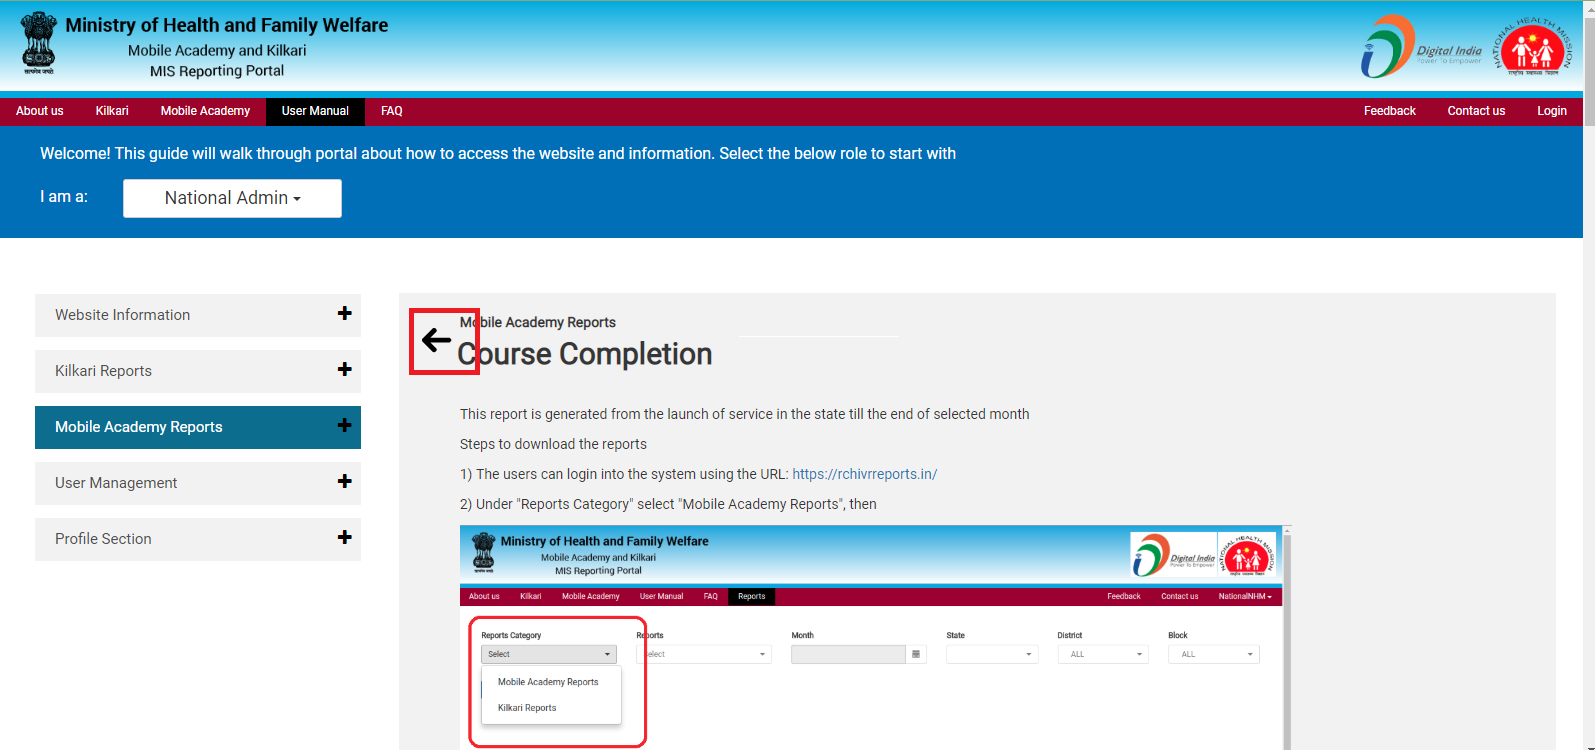 Ministry of Health and Family Welfare
Mobile Academy and Kilkari
MIS Reporting Portal
सत्यमेव जयते
Digital India
Power To Empower
NATIONAL HEALTH MISSION
राष्ट्रीय स्वास्थ्य मिशन
About us Kilkari Mobile Academy User Manual FAQ Feedback Contact us Login
Welcome! This guide will walk through portal about how to access the website and information. Select the below role to start with
I am a: National Admin
Website Information
Kilkari Reports
Mobile Academy Reports
User Management
Profile Section
Mobile Academy Reports
Course Completion
This report is generated from the launch of service in the state till the end of selected month
Steps to download the reports
1) The users can login into the system using the URL: https://rchivrreports.in/
2) Under "Reports Category" select "Mobile Academy Reports", then
Ministry of Health and Family Welfare
Mobile Academy and Kilkari
MIS Reporting Portal
Digital India
Power To Empower
NATIONAL HEALTH MISSION
About us Kilkari Mobile Academy User Manual FAQ Reports Feedback Contact us NationalNHM
Reports Category Reports Month State District Block
Select Select ALL ALL
Mobile Academy Reports
Kilkari Reports